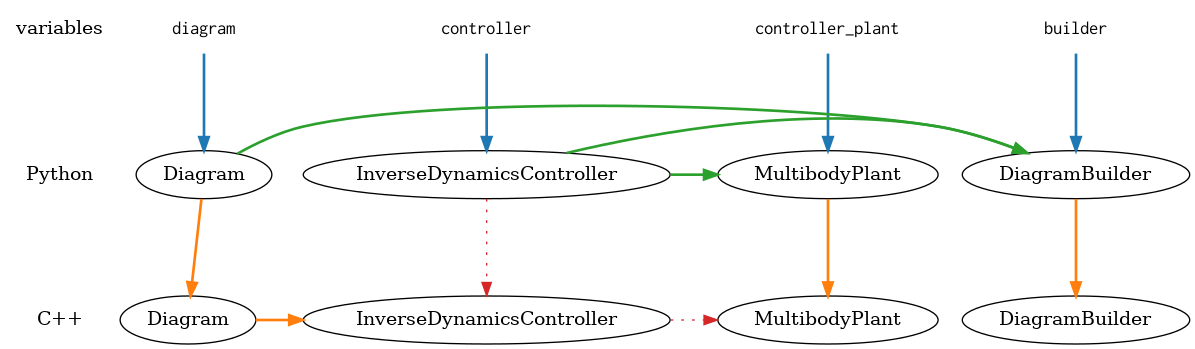 variables diagram controller controller_plant builder
Python Diagram InverseDynamicsController MultibodyPlant DiagramBuilder
C++ Diagram InverseDynamicsController MultibodyPlant DiagramBuilder